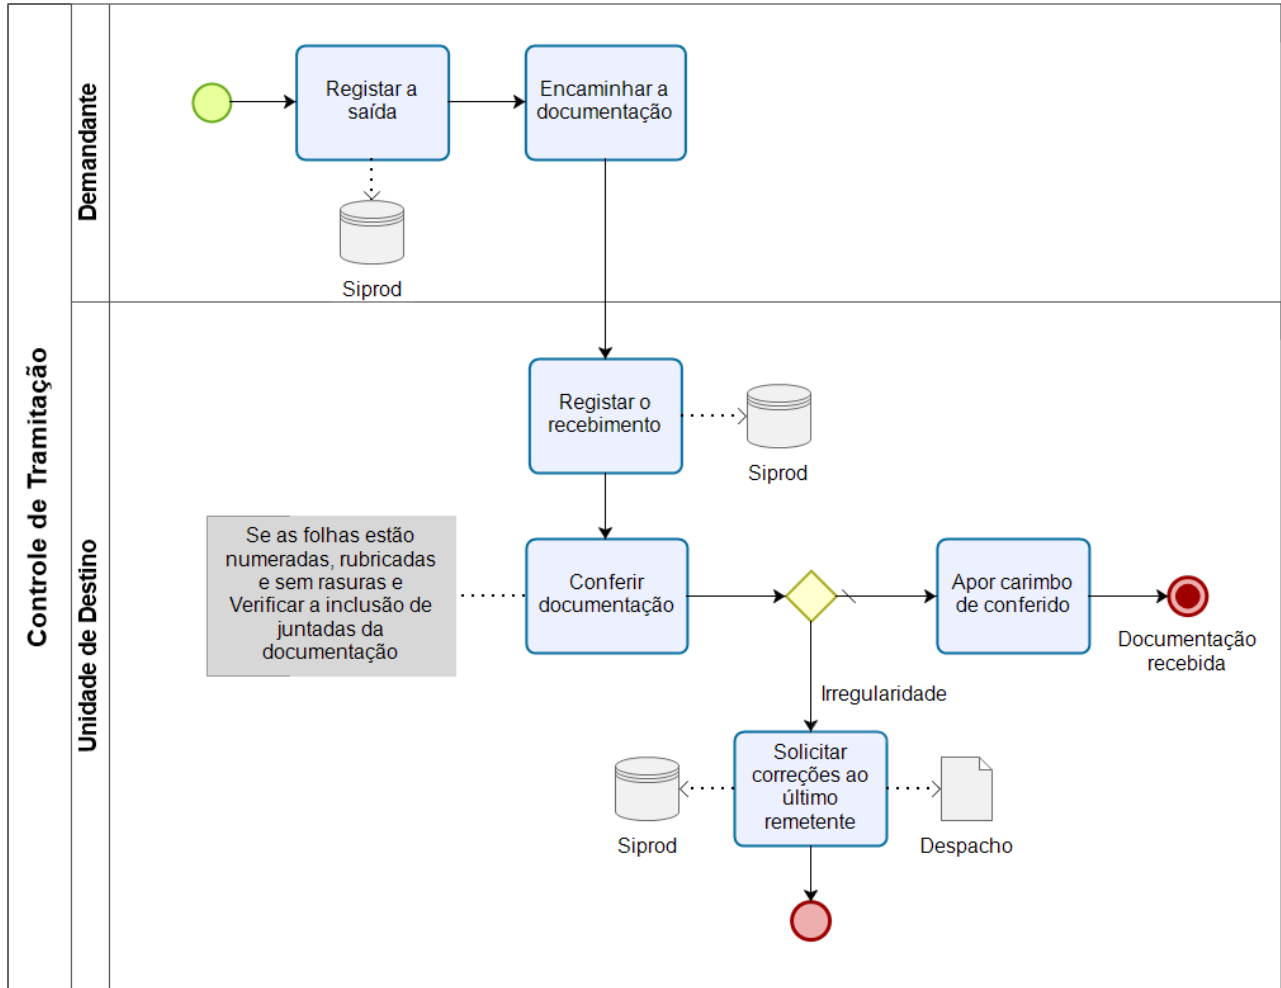 Controle de Tramitação
Demandante
Registar a
saída
Encaminhar a
documentação
Siprod
Unidade de Destino
Registar o
recebimento
Siprod
Se as folhas estão
numeradas, rubricadas
e sem rasuras e
Verificar a inclusão de
juntadas da
documentação
Conferir
documentação
Apor carimbo
de conferido
Documentação
recebida
Irregularidade
Solicitar
correções ao
último
remetente
Siprod
Despacho